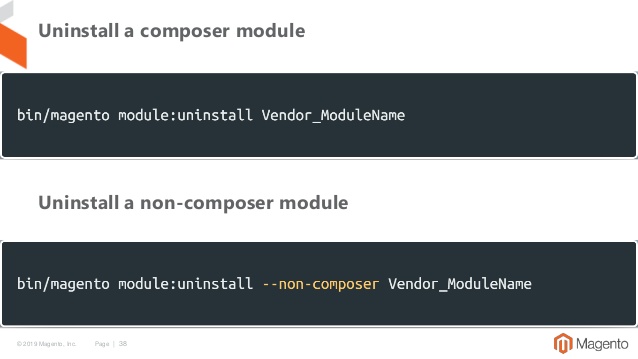 Uninstall a composer module
bin/magento module:uninstall Vendor_ModuleName
Uninstall a non-composer module
bin/magento module:uninstall --non-composer Vendor_ModuleName
© 2019 Magento, Inc. Page | 38
Magento